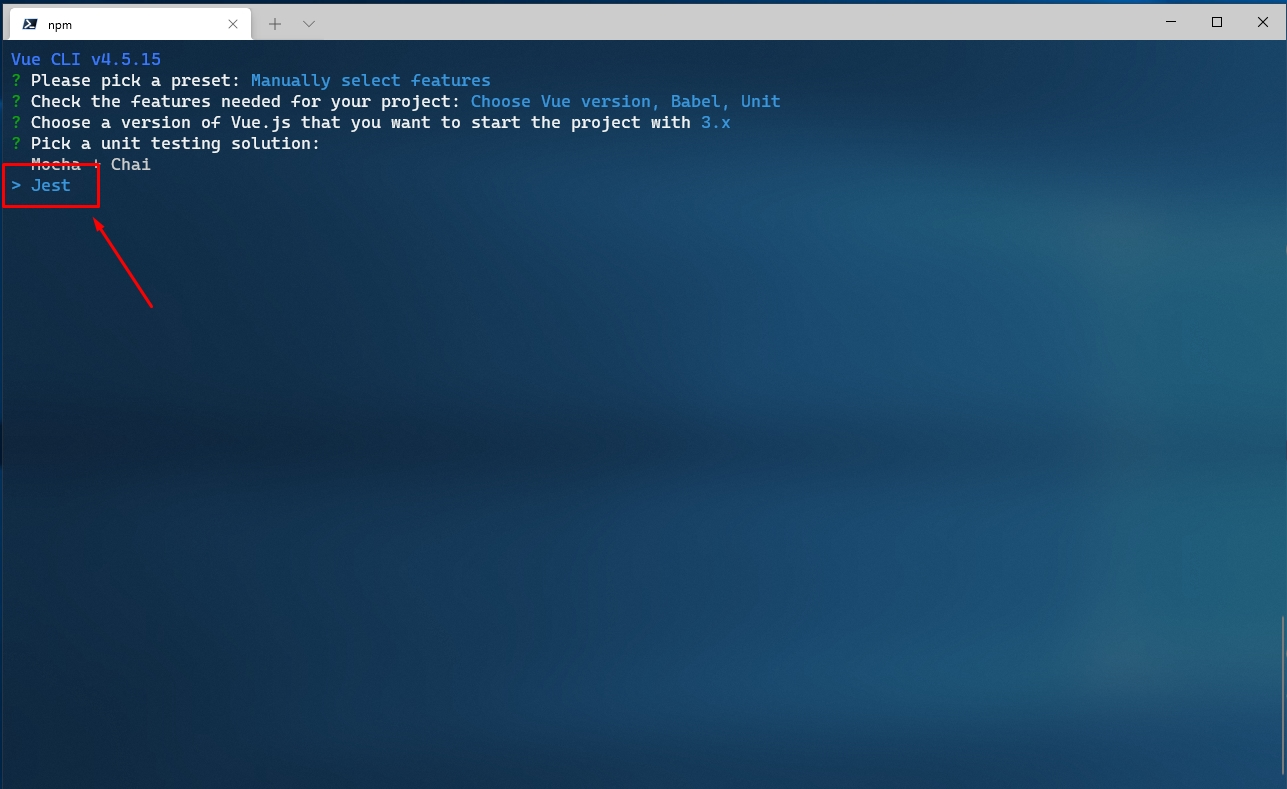 npm
Vue CLI v4.5.15
? Please pick a preset: Manually select features
? Check the features needed for your project: Choose Vue version, Babel, Unit
? Choose a version of Vue.js that you want to start the project with 3.x
? Pick a unit testing solution:
Mocha + Chai
> Jest